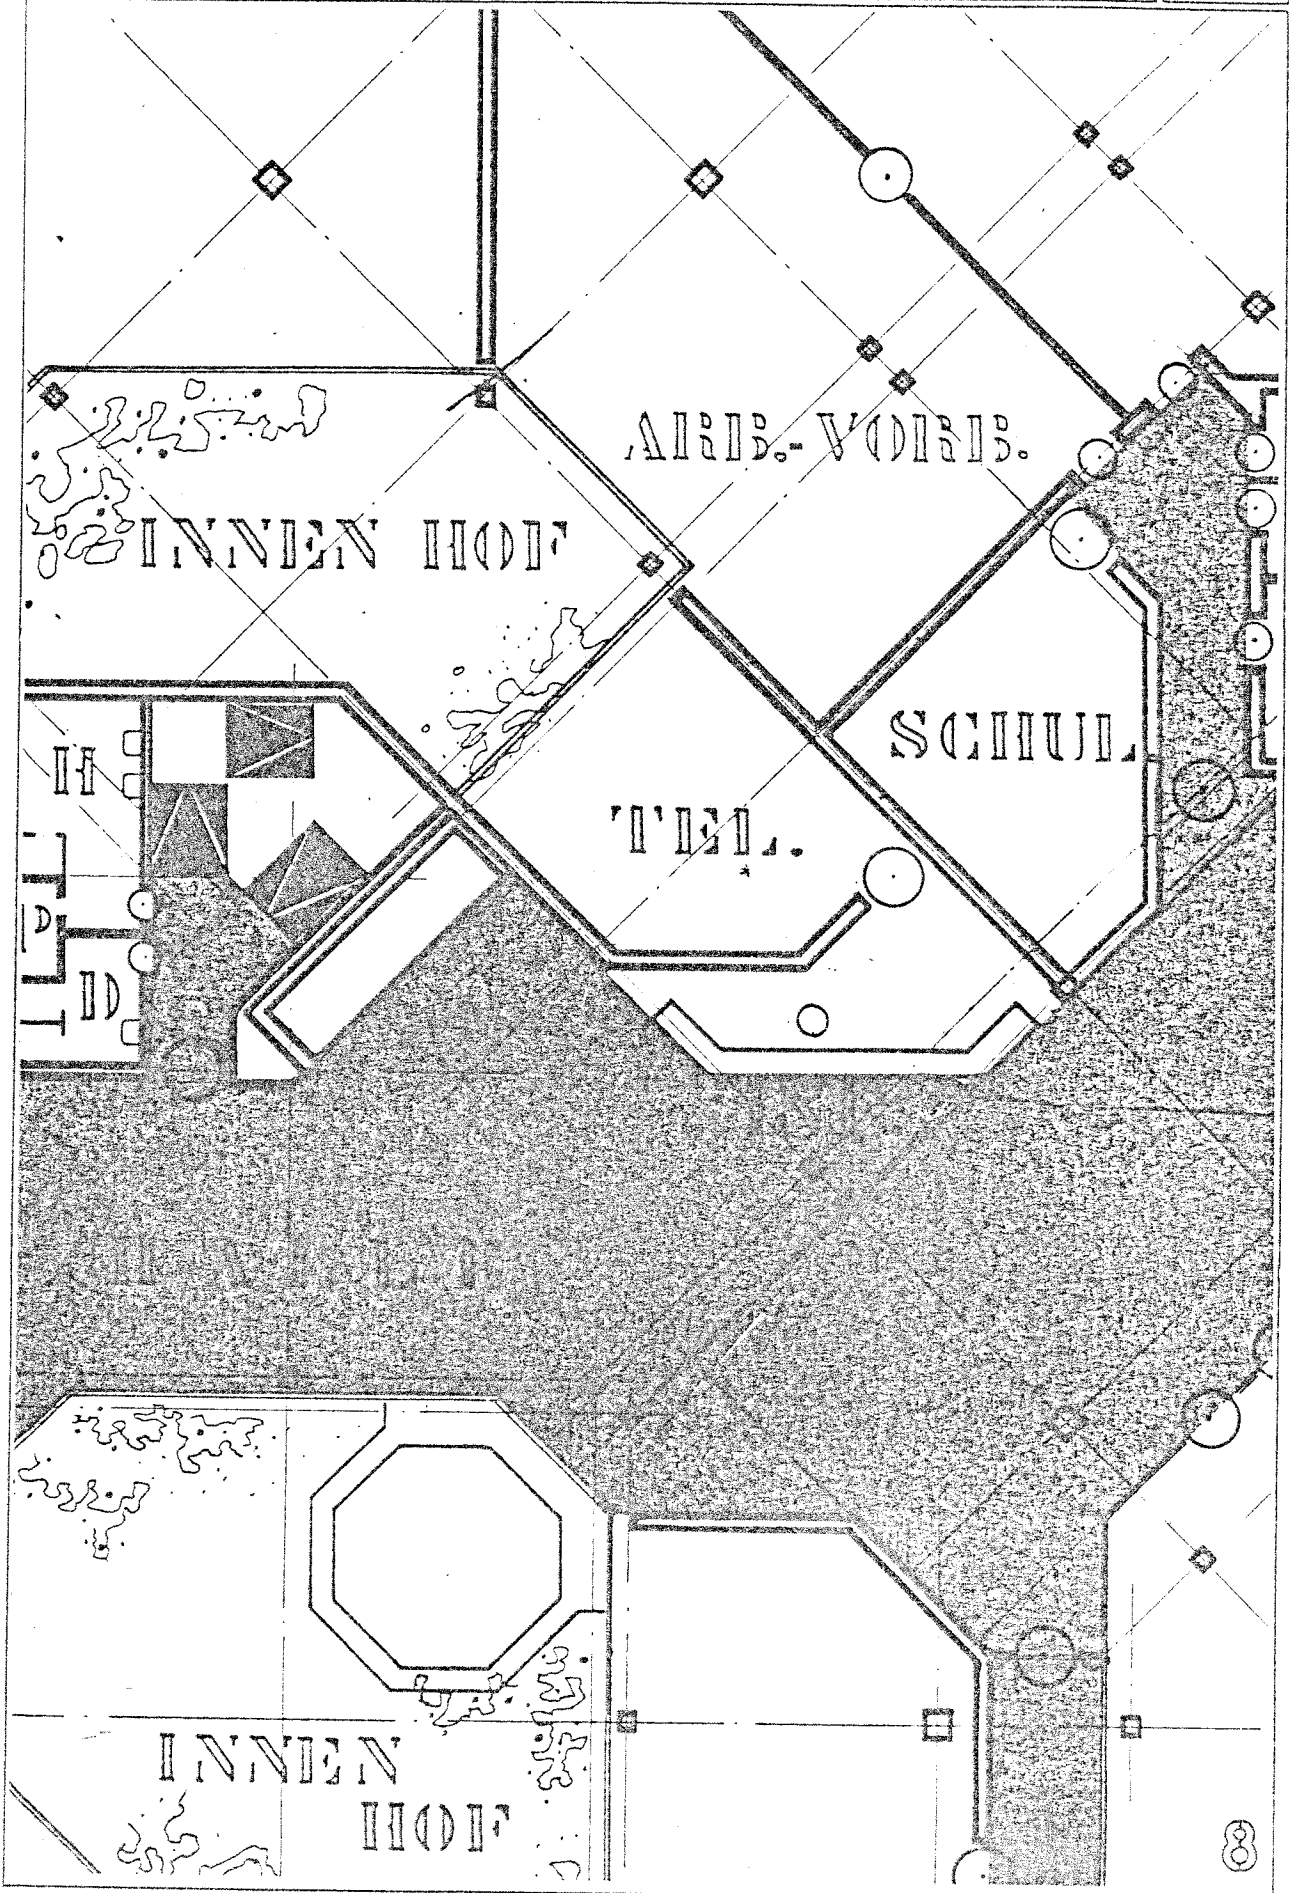 ARB.-VORB.
INNEN HOF
SCHUL
H
TEL.
D
INNEN
HOF
8